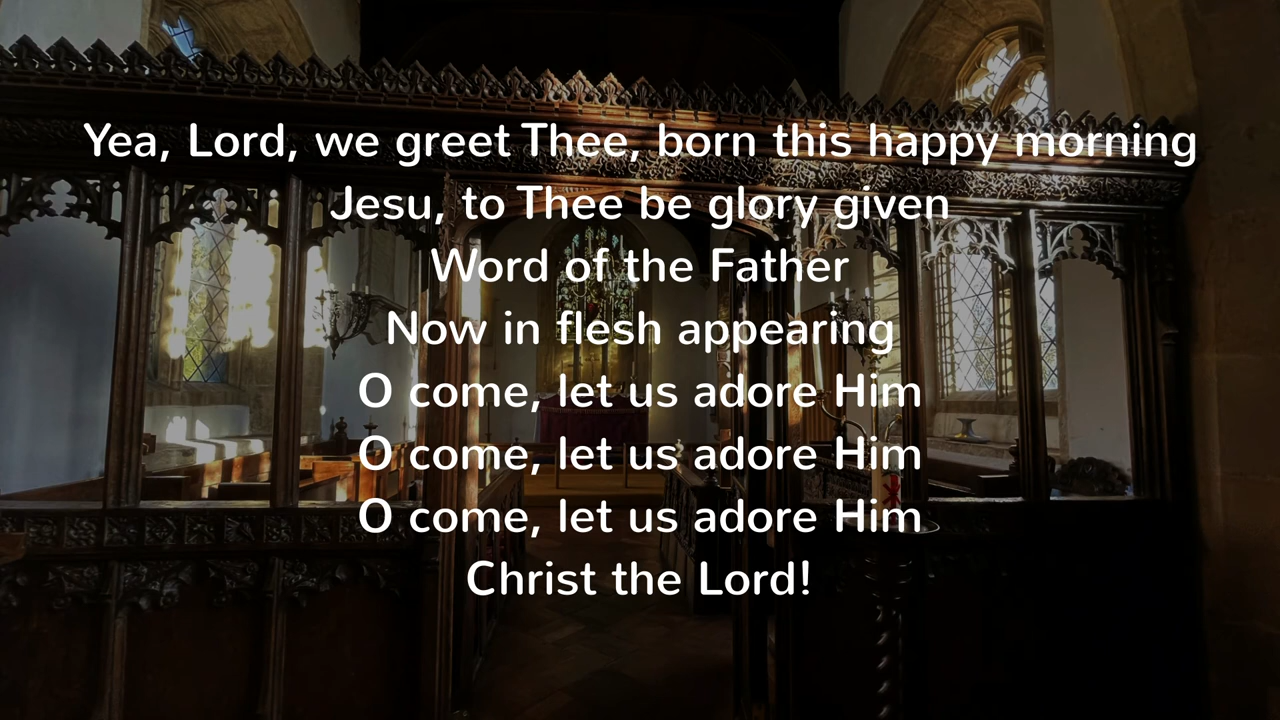 Yea, Lord, we greet Thee, born this happy morning
Jesu, to Thee be glory given
Word of the Father
Now in flesh appearing
O come, let us adore Him
O come, let us adore Him
O come, let us adore Him
Christ the Lord!